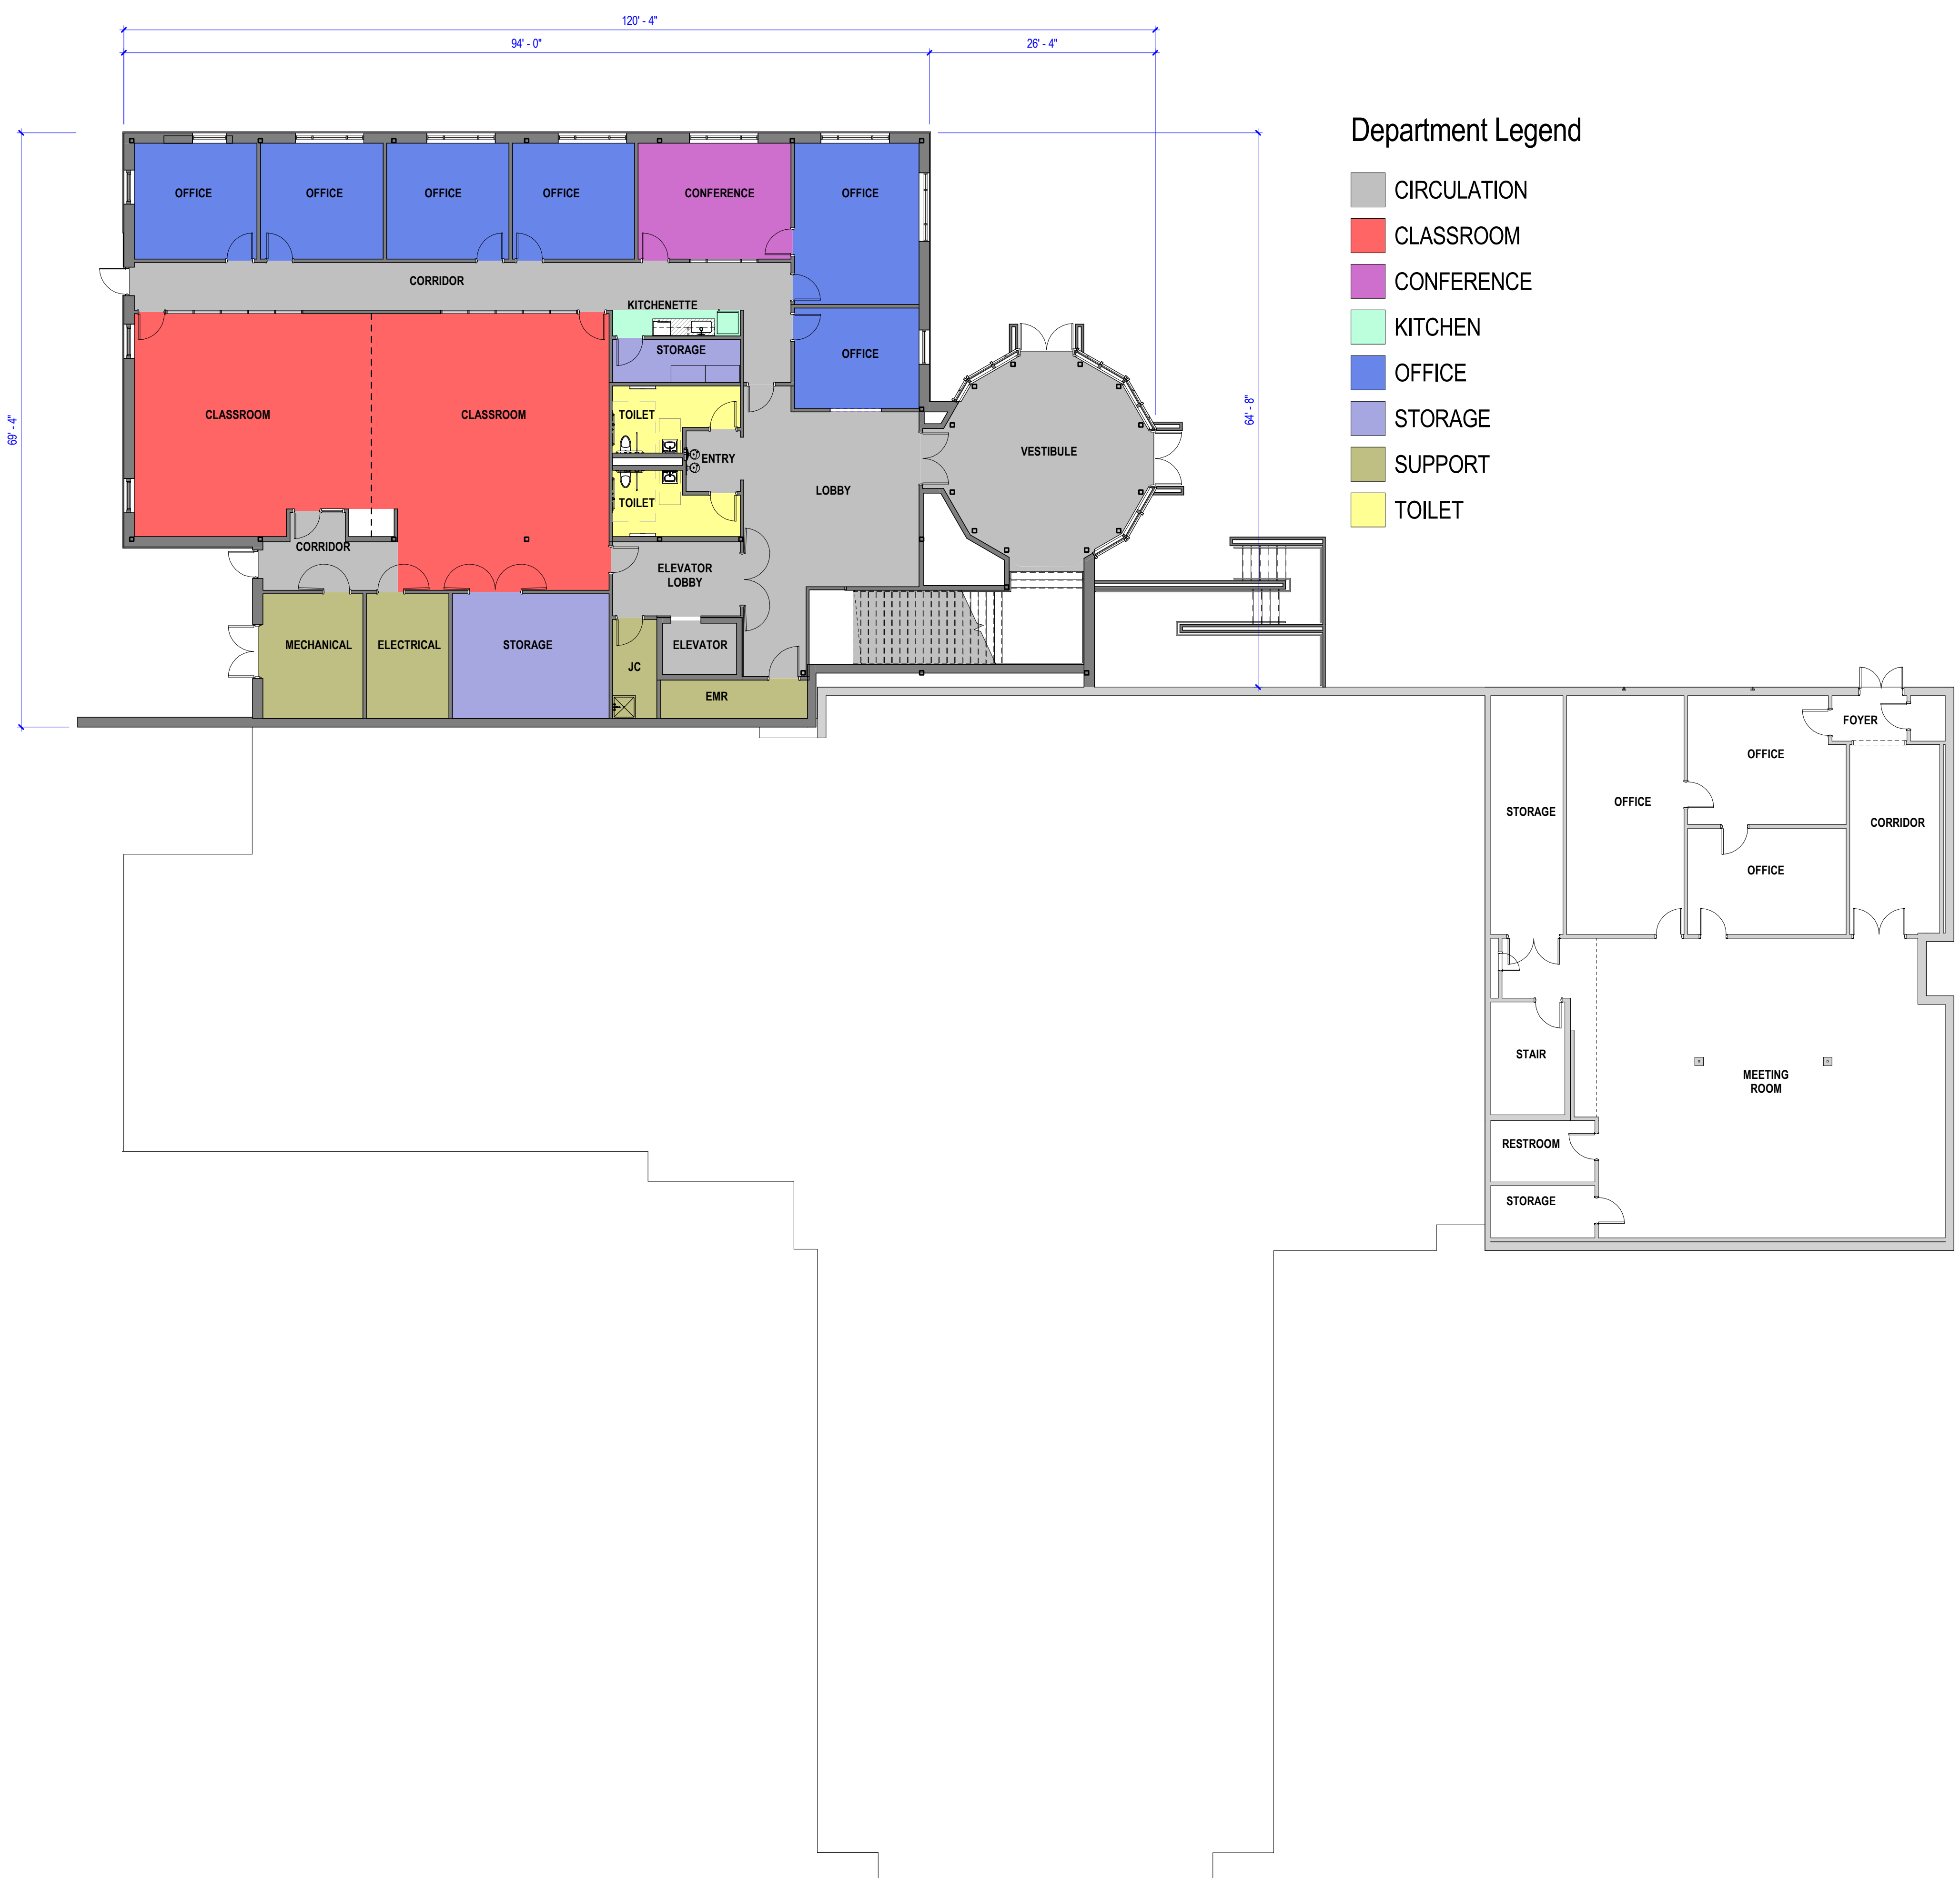 120' - 4"
94' - 0"
26' - 4"
69' - 4"
64' - 8"
Department Legend
CIRCULATION
CLASSROOM
CONFERENCE
KITCHEN
OFFICE
STORAGE
SUPPORT
TOILET
OFFICE
OFFICE
OFFICE
OFFICE
CONFERENCE
OFFICE
CORRIDOR
KITCHENETTE
STORAGE
OFFICE
CLASSROOM
CLASSROOM
TOILET
ENTRY
VESTIBULE
LOBBY
TOILET
CORRIDOR
ELEVATOR
LOBBY
MECHANICAL
ELECTRICAL
STORAGE
ELEVATOR
JC
EMR
FOYER
OFFICE
OFFICE
STORAGE
CORRIDOR
OFFICE
STAIR
MEETING
ROOM
RESTROOM
STORAGE